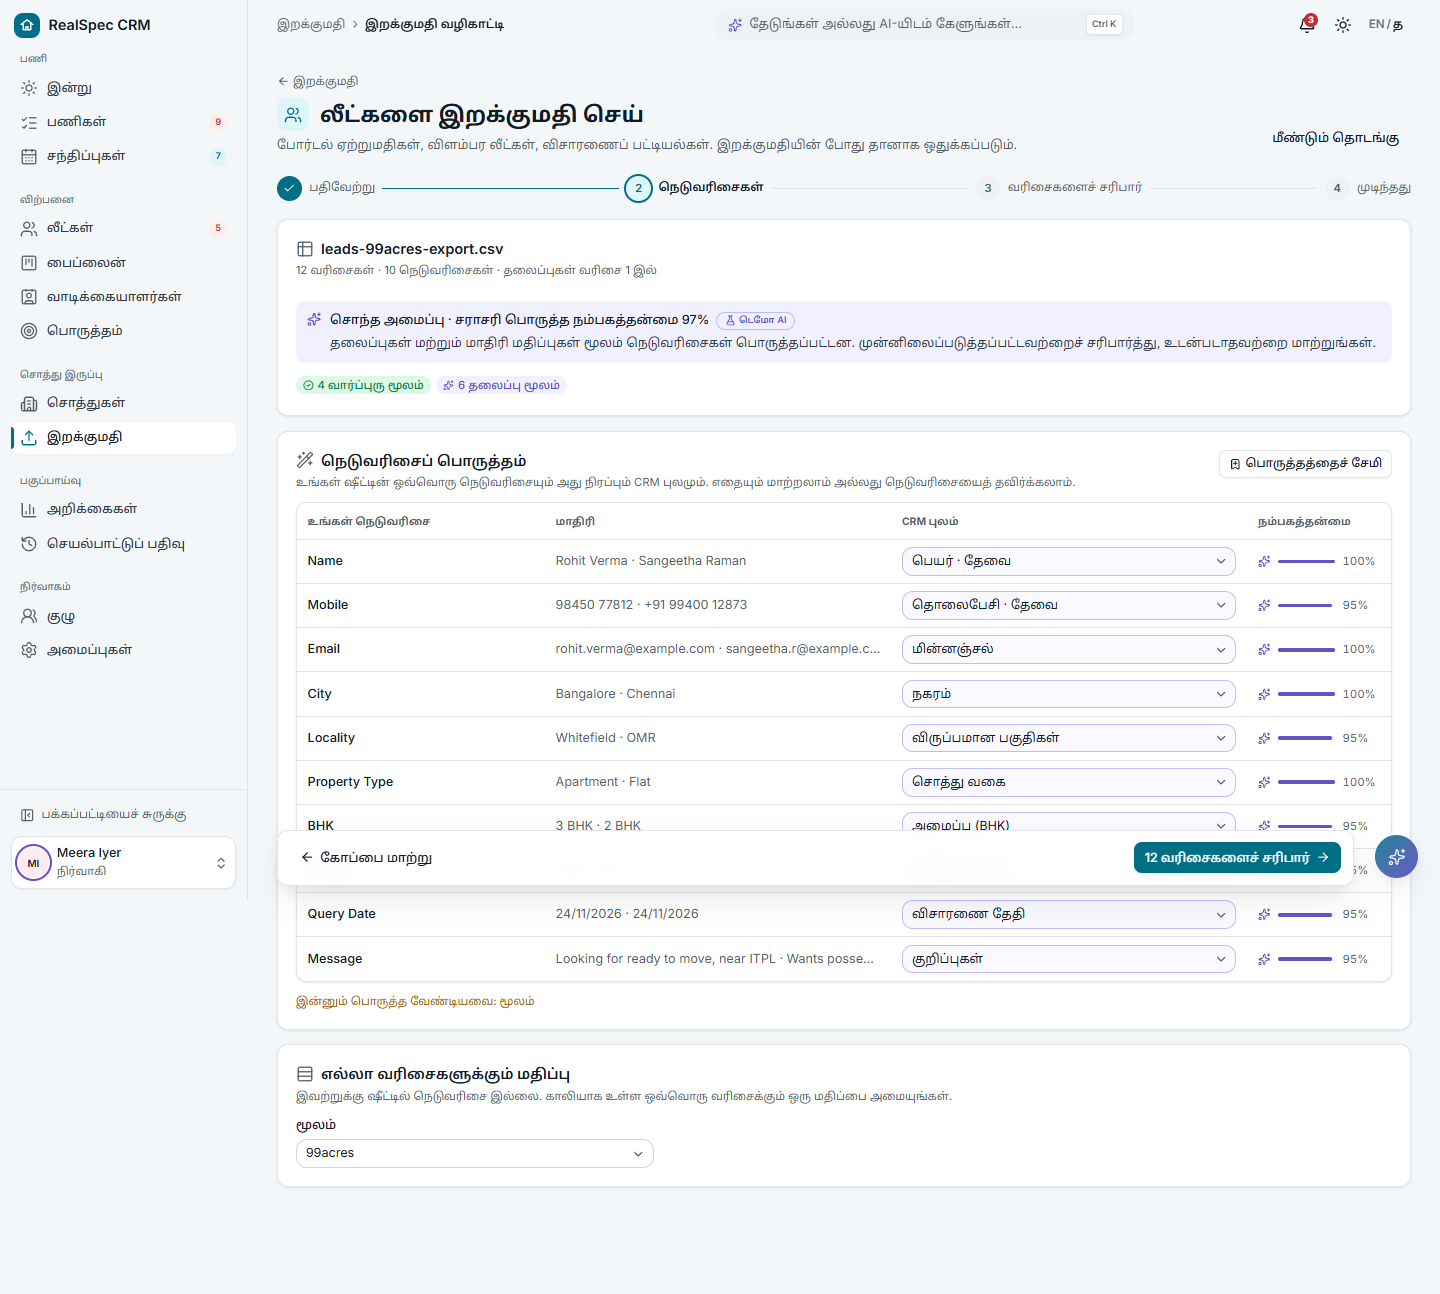 RealSpec CRM
பணி
இன்று
பணிகள் 9
சந்திப்புகள் 7
விற்பனை
லீட்கள் 5
பைப்லைன்
வாடிக்கையாளர்கள்
பொருத்தம்
சொத்து இருப்பு
சொத்துகள்
இறக்குமதி
பகுப்பாய்வு
அறிக்கைகள்
செயல்பாட்டுப் பதிவு
நிர்வாகம்
குழு
அமைப்புகள்
பக்கப்பட்டியைச் சுருக்கு
MI Meera Iyer
நிர்வாகி
இறக்குமதி > இறக்குமதி வழிகாட்டி
தேடுங்கள் அல்லது AI-யிடம் கேளுங்கள்... Ctrl K
3
EN / த
← இறக்குமதி
லீட்களை இறக்குமதி செய்
போர்டல் ஏற்றுமதிகள், விளம்பர லீட்கள், விசாரணைப் பட்டியல்கள். இறக்குமதியின் போது தானாக ஒதுக்கப்படும்.
மீண்டும் தொடங்கு
பதிவேற்று 2 நெடுவரிசைகள் 3 வரிசைகளைச் சரிபார் 4 முடிந்தது
leads-99acres-export.csv
12 வரிசைகள் · 10 நெடுவரிசைகள் · தலைப்புகள் வரிசை 1 இல்
சொந்த அமைப்பு · சராசரி பொருத்த நம்பகத்தன்மை 97% டெமோ AI
தலைப்புகள் மற்றும் மாதிரி மதிப்புகள் மூலம் நெடுவரிசைகள் பொருத்தப்பட்டன. முன்னிலைப்படுத்தப்பட்டவற்றைச் சரிபார்த்து, உடன்படாதவற்றை மாற்றுங்கள்.
4 வார்ப்புரு மூலம் 6 தலைப்பு மூலம்
நெடுவரிசைப் பொருத்தம்
உங்கள் ஷீட்டின் ஒவ்வொரு நெடுவரிசையும் அது நிரப்பும் CRM புலமும். எதையும் மாற்றலாம் அல்லது நெடுவரிசையைத் தவிர்க்கலாம்.
பொருத்தத்தைச் சேமி
உங்கள் நெடுவரிசை மாதிரி CRM புலம் நம்பகத்தன்மை
Name Rohit Verma · Sangeetha Raman பெயர் · தேவை 100%
Mobile 98450 77812 · +91 99400 12873 தொலைபேசி · தேவை 95%
Email rohit.verma@example.com · sangeetha.r@example.c... மின்னஞ்சல் 100%
City Bangalore · Chennai நகரம் 100%
Locality Whitefield · OMR விருப்பமான பகுதிகள் 95%
Property Type Apartment · Flat சொத்து வகை 100%
BHK 3 BHK · 2 BHK அமைப்பு (BHK) 95%
← கோப்பை மாற்று 12 வரிசைகளைச் சரிபார் →
Query Date 24/11/2026 · 24/11/2026 விசாரணை தேதி 95%
Message Looking for ready to move, near ITPL · Wants posse... குறிப்புகள் 95%
இன்னும் பொருத்த வேண்டியவை: மூலம்
எல்லா வரிசைகளுக்கும் மதிப்பு
இவற்றுக்கு ஷீட்டில் நெடுவரிசை இல்லை. காலியாக உள்ள ஒவ்வொரு வரிசைக்கும் ஒரு மதிப்பை அமையுங்கள்.
மூலம்
99acres